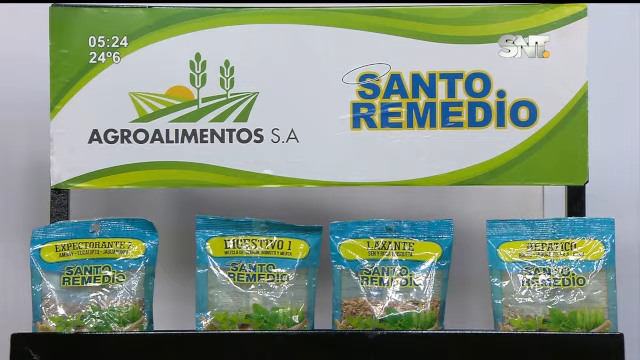 05:24
24°6
SNT.
AGROALIMENTOS S.A
SANTO
REMEDIO
EXPECTORANTE
SANTO
REMEDIO
DIGESTIVO 1
SANTO
REMEDIO
LAXANTE
SANTO
REMEDIO
HEPATICO
SANTO
REMEDIO